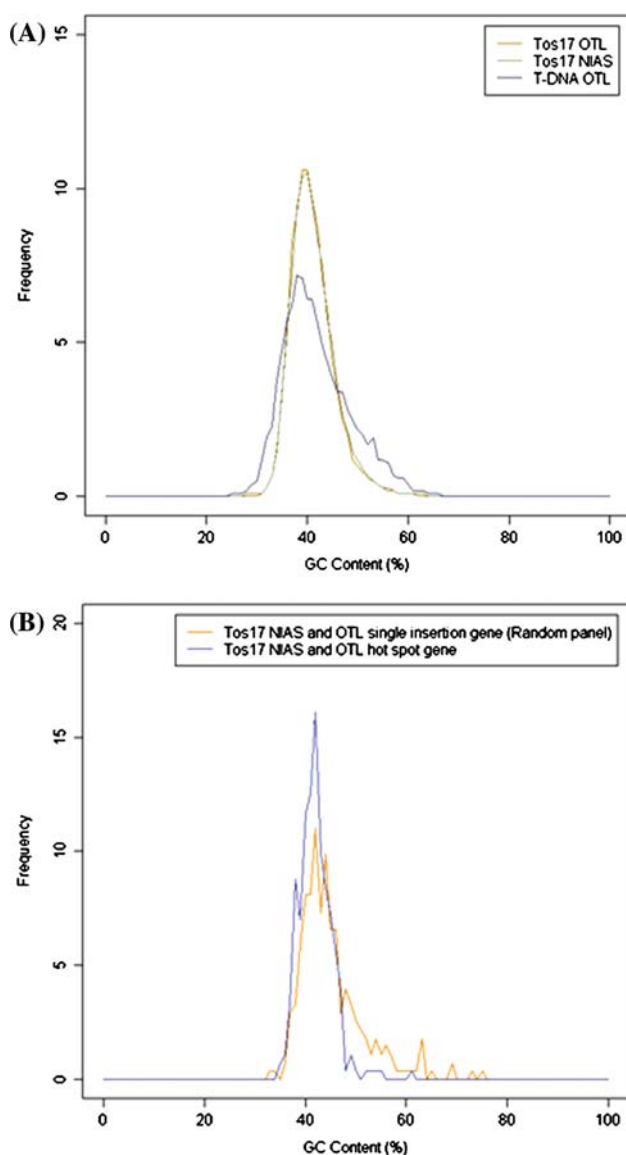 (A)
15
10
5
0
Frequency
Tos17 OTL
Tos17 NIAS
T-DNA OTL
0 20 40 60 80 100
GC Content (%)
(B)
20
15
10
5
0
Frequency
Tos17 NIAS and OTL single insertion gene (Random panel)
Tos17 NIAS and OTL hot spot gene
0 20 40 60 80 100
GC Content (%)